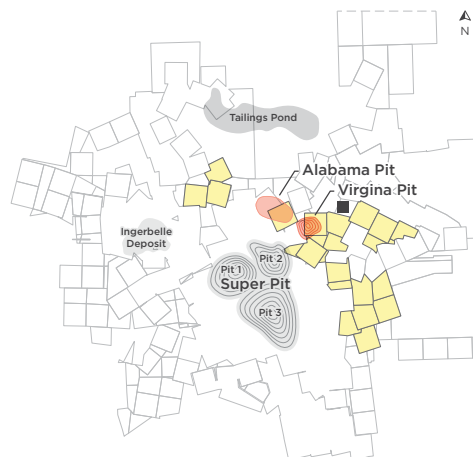 N
Tailings Pond
Alabama Pit
Virgina Pit
Ingerbelle
Deposit
Pit 2
Pit 1
Super Pit
Pit 3